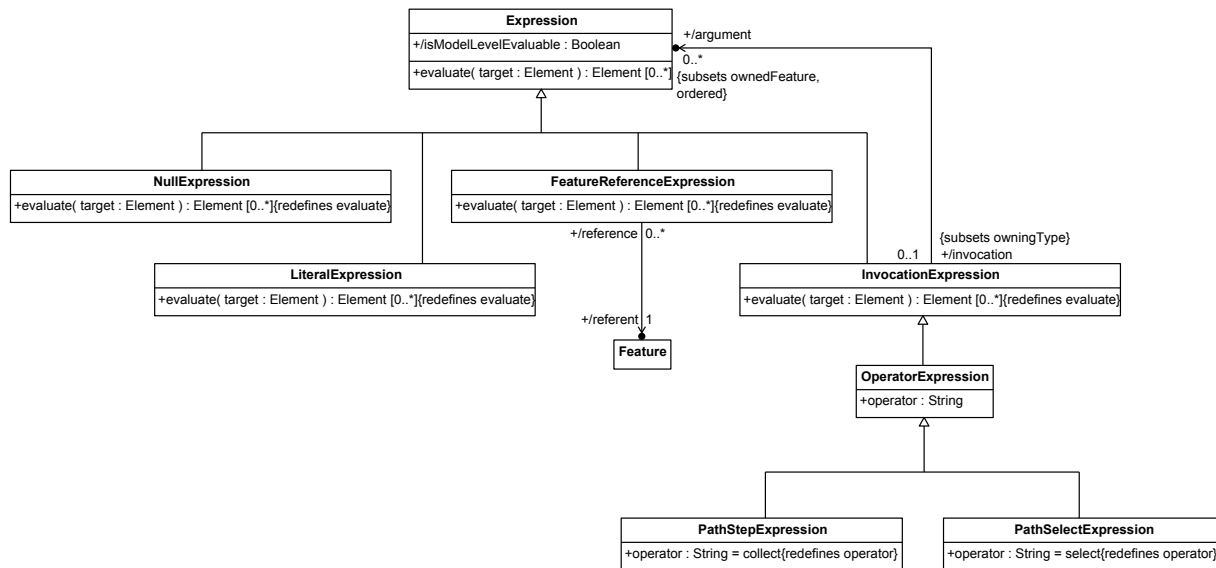 Expression
+/isModelLevelEvaluable : Boolean
+evaluate( target : Element ) : Element [0..*]
+/argument
0..*
{subsets ownedFeature,
ordered}
NullExpression
+evaluate( target : Element ) : Element [0..*]{redefines evaluate}
FeatureReferenceExpression
+evaluate( target : Element ) : Element [0..*]{redefines evaluate}
+/reference 0..*
{subsets owningType}
0..1 +/invocation
LiteralExpression
+evaluate( target : Element ) : Element [0..*]{redefines evaluate}
InvocationExpression
+evaluate( target : Element ) : Element [0..*]{redefines evaluate}
+/referent 1
Feature
OperatorExpression
+operator : String
PathStepExpression
+operator : String = collect{redefines operator}
PathSelectExpression
+operator : String = select{redefines operator}